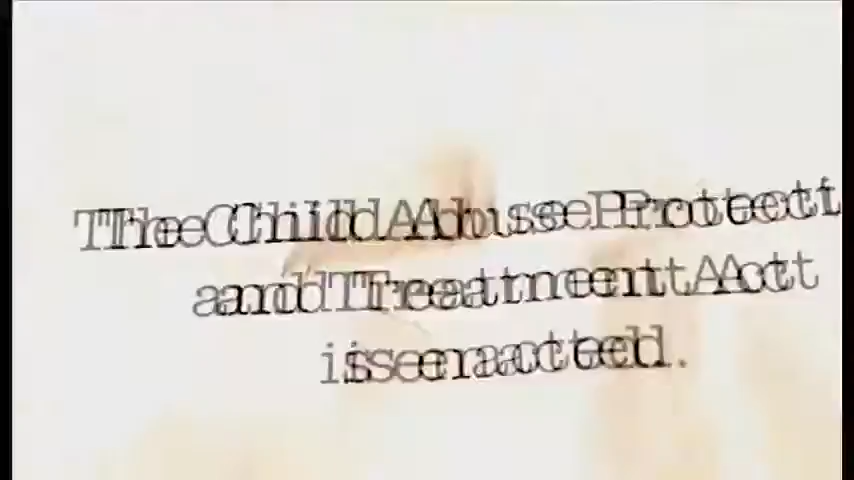 The Child Abuse Protecti
and Treatment Act
is enacted.